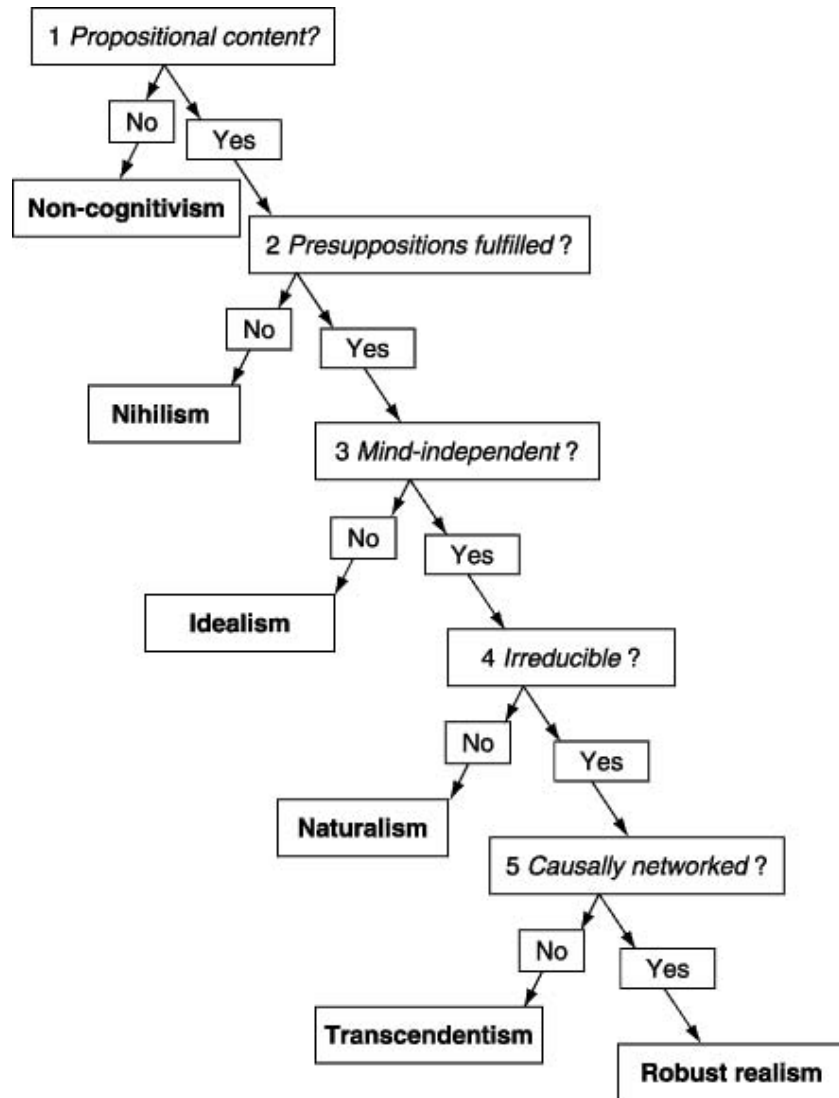 1 Propositional content?
No
Yes
Non-cognitivism
2 Presuppositions fulfilled ?
No
Yes
Nihilism
3 Mind-independent ?
No
Yes
Idealism
4 Irreducible ?
No
Yes
Naturalism
5 Causally networked ?
No
Yes
Transcendentism
Robust realism